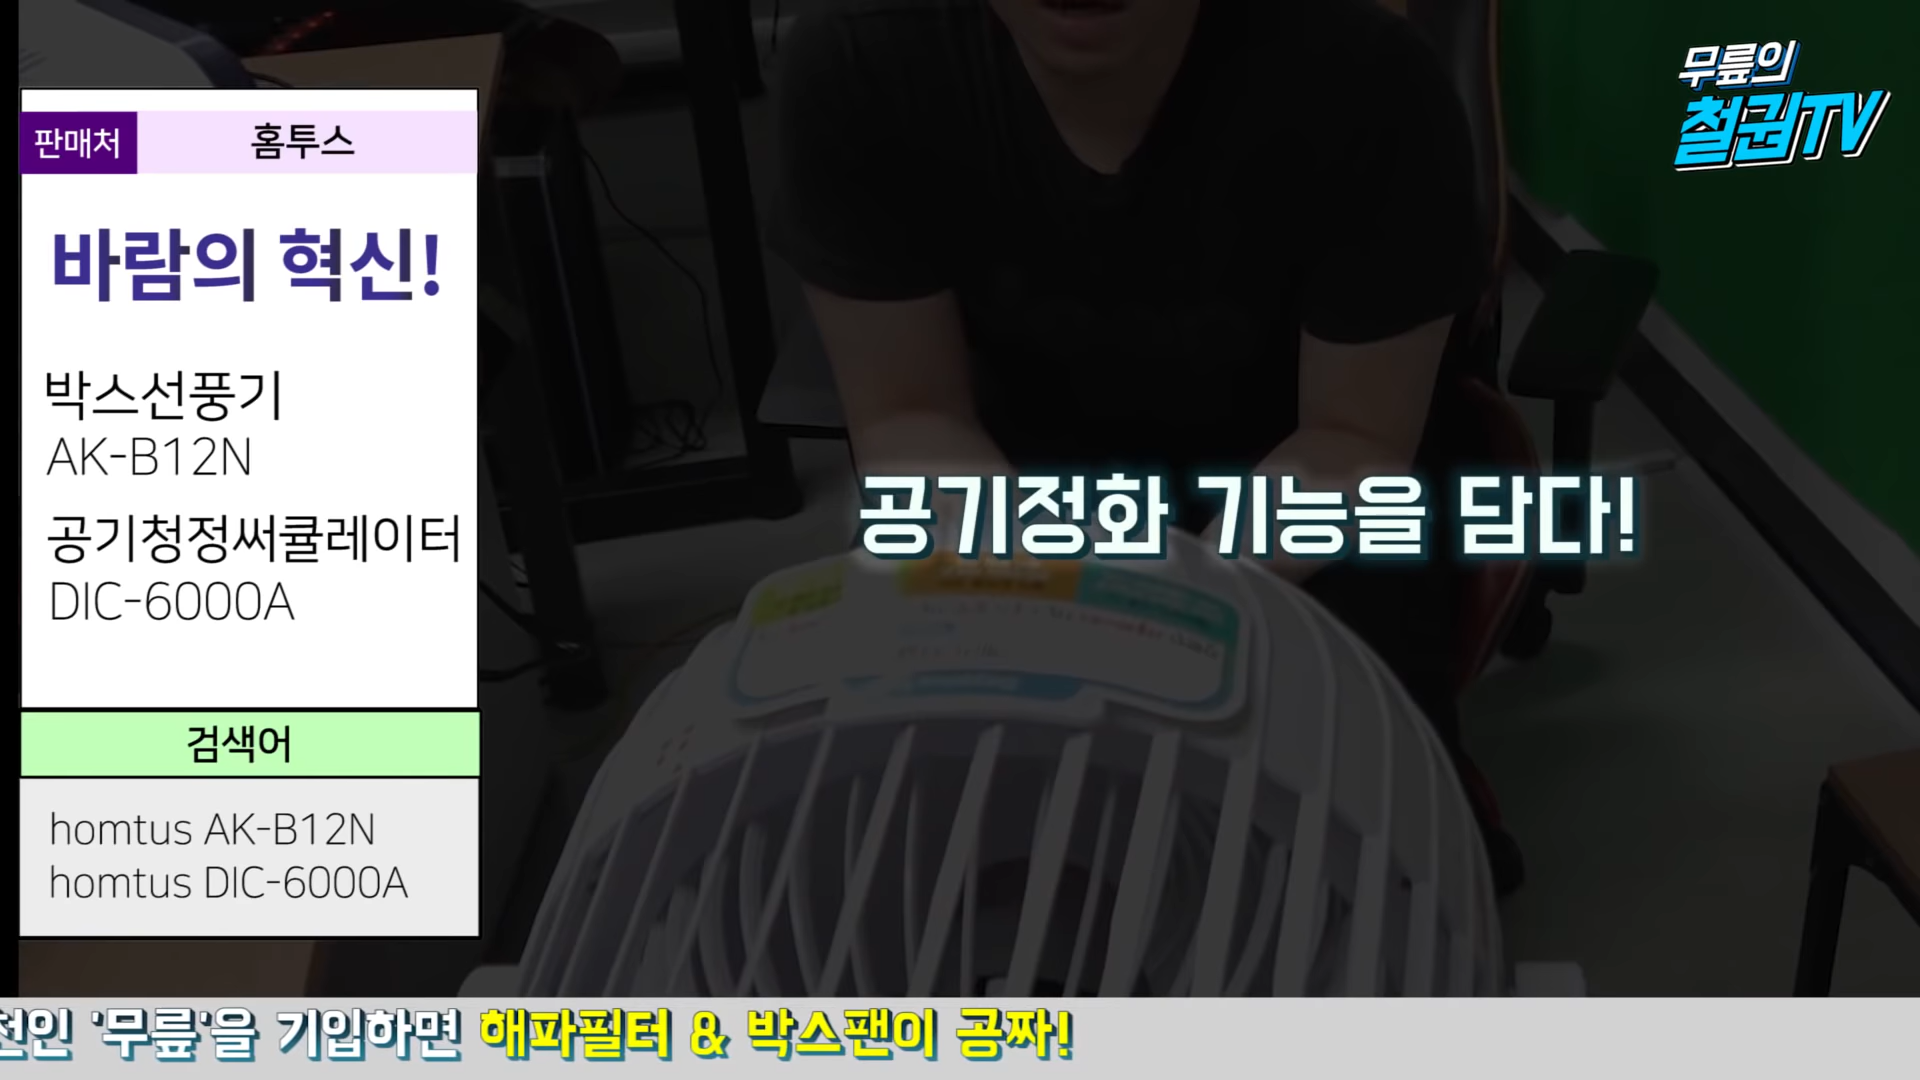 무릎의
철권TV
판매처
홈투스
바람의 혁신!
박스선풍기
AK-B12N
공기청정써큘레이터
DIC-6000A
검색어
homtus AK-B12N
homtus DIC-6000A
공기정화 기능을 담다!
천인 '무릎'을 기입하면 해파필터 & 박스팬이 공짜!